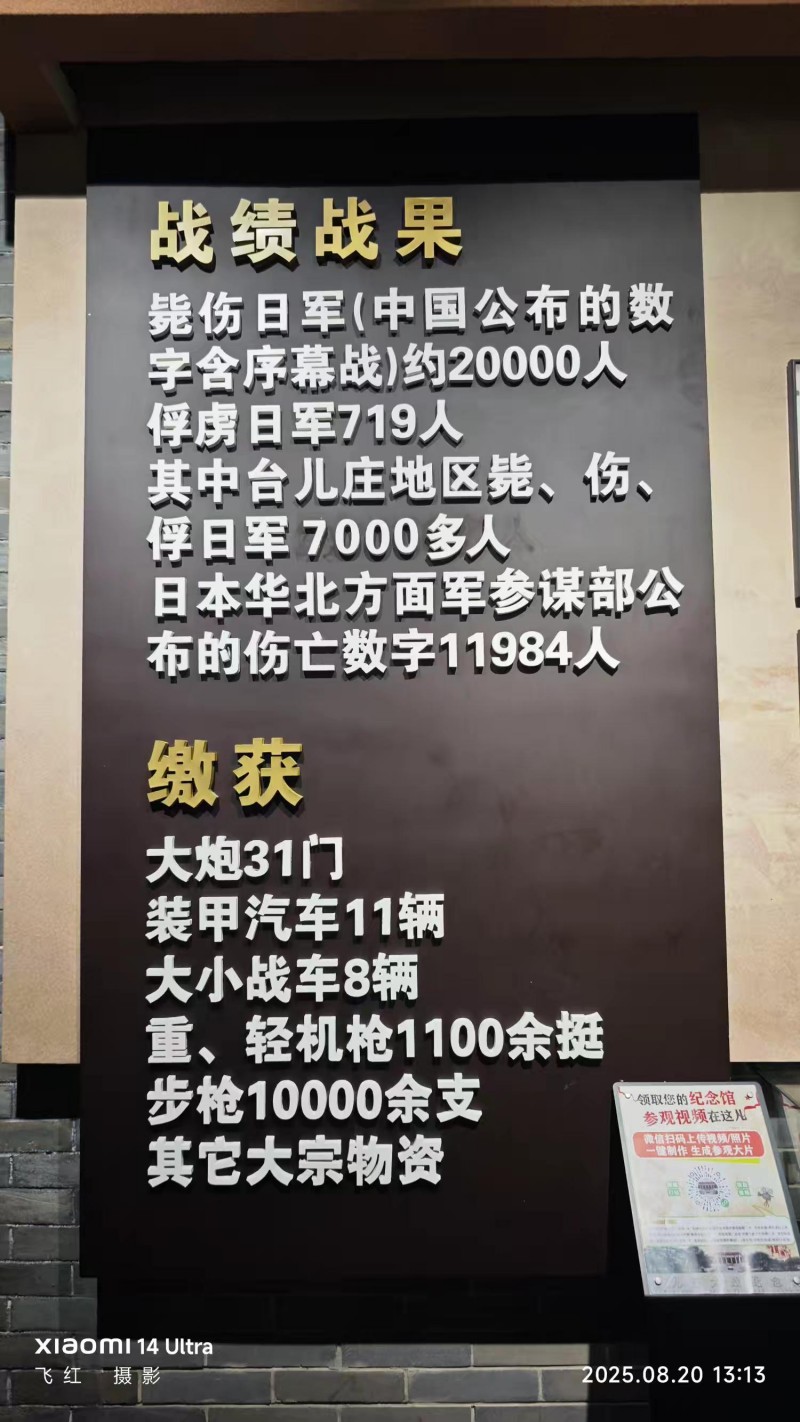 战绩战果
毙伤日军(中国公布的数
字含序幕战)约20000人
俘虏日军719人
其中台儿庄地区毙、伤、
俘日军7000多人
日本华北方面军参谋部公
布的伤亡数字11984人
缴获
大炮31门
装甲汽车11辆
大小战车8辆
重、轻机枪1100余挺
步枪10000余支
其它大宗物资
领取您的纪念馆
参观视频在这儿
微信扫码上传视频/照片
一键制作 生成参观大片
xiaomi 14 Ultra
飞红 摄影
2025.08.20 13:13